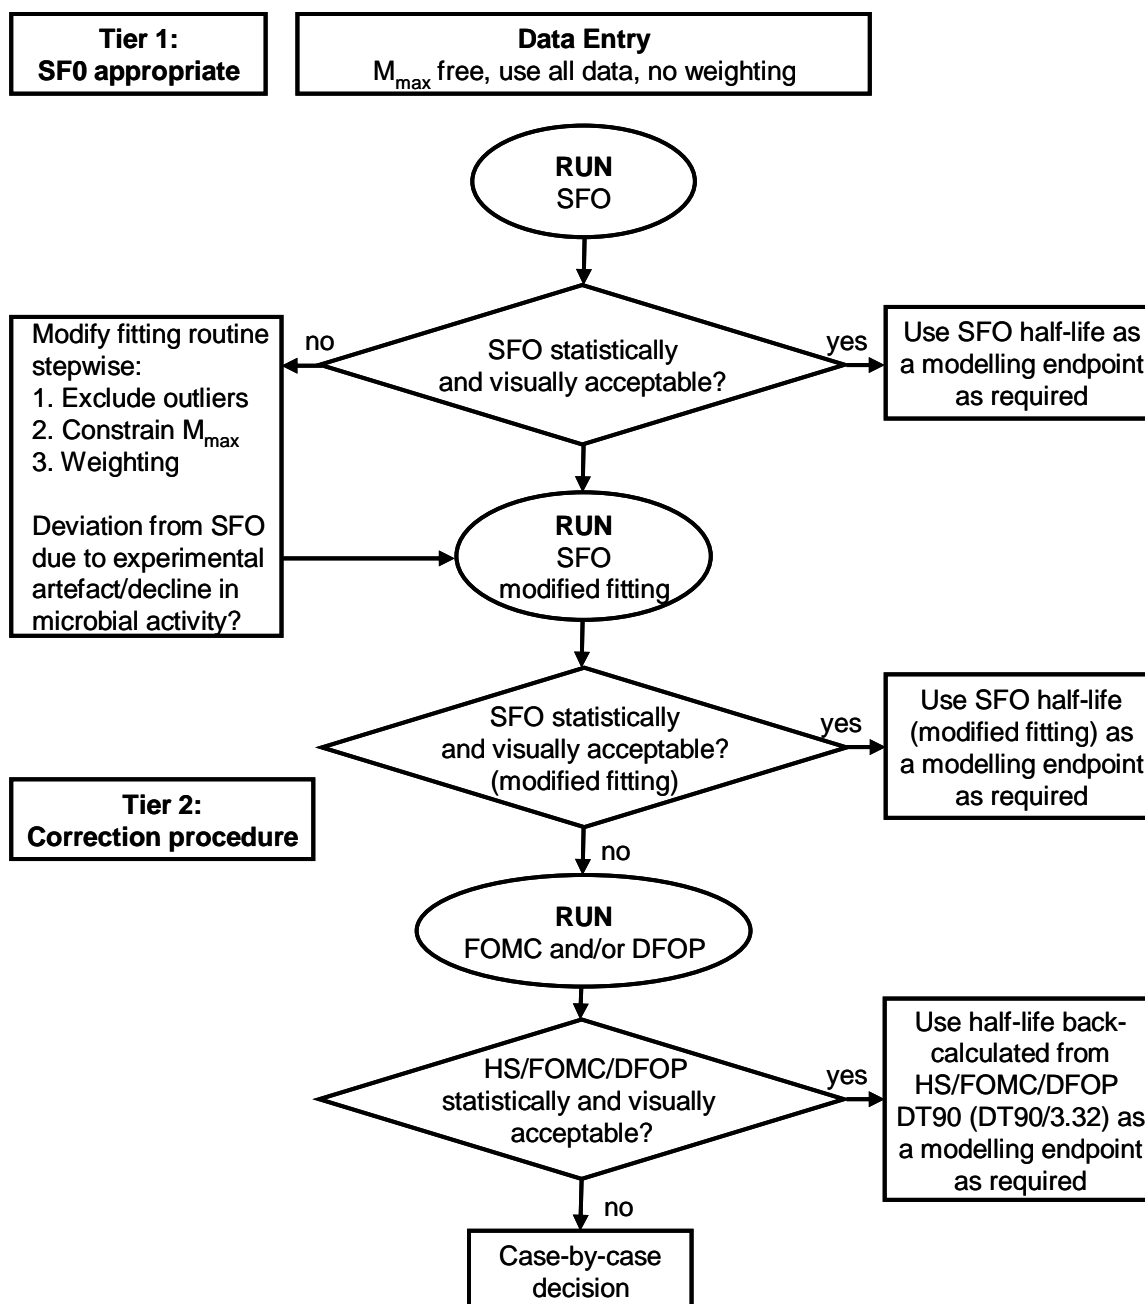 Tier 1:
SF0 appropriate
Data Entry
Mmax free, use all data, no weighting
RUN
SFO
SFO statistically
and visually acceptable?
no
yes
Modify fitting routine
stepwise:
1. Exclude outliers
2. Constrain Mmax
3. Weighting
Deviation from SFO
due to experimental
artefact/decline in
microbial activity?
Use SFO half-life as
a modelling endpoint
as required
RUN
SFO
modified fitting
SFO statistically
and visually acceptable?
(modified fitting)
yes
Use SFO half-life
(modified fitting) as
a modelling endpoint
as required
Tier 2:
Correction procedure
no
RUN
FOMC and/or DFOP
HS/FOMC/DFOP
statistically and visually
acceptable?
yes
Use half-life back-
calculated from
HS/FOMC/DFOP
DT90 (DT90/3.32) as
a modelling endpoint
as required
no
Case-by-case
decision